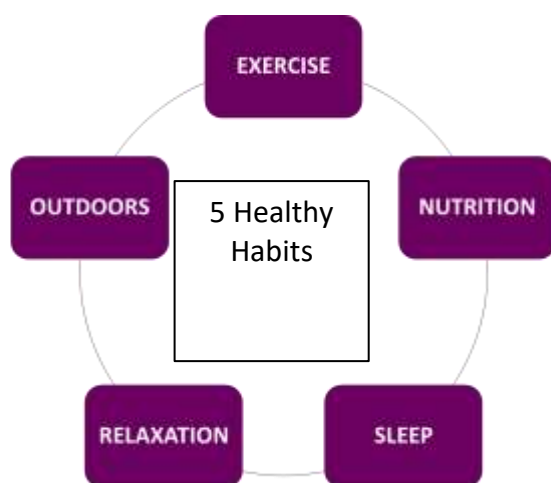 EXERCISE
OUTDOORS
5 Healthy
Habits
NUTRITION
RELAXATION
SLEEP